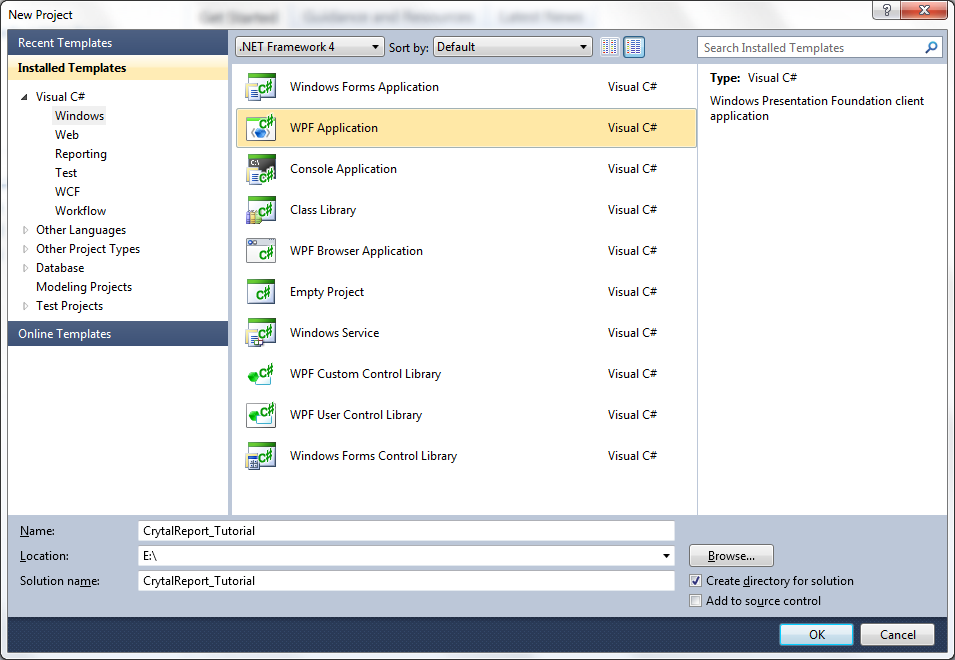 Get Started Guidance and Resources Latest News
New Project
?
Recent Templates
.NET Framework 4 Sort by: Default
Search Installed Templates
Installed Templates
Visual C#
Windows
Web
Reporting
Test
WCF
Workflow
Other Languages
Other Project Types
Database
Modeling Projects
Test Projects
Online Templates
Windows Forms Application Visual C#
WPF Application Visual C#
Console Application Visual C#
Class Library Visual C#
WPF Browser Application Visual C#
Empty Project Visual C#
Windows Service Visual C#
WPF Custom Control Library Visual C#
WPF User Control Library Visual C#
Windows Forms Control Library Visual C#
Type: Visual C#
Windows Presentation Foundation client
application
Name: CrytalReport_Tutorial
Location: E:\ Browse...
Solution name: CrytalReport_Tutorial
Create directory for solution
Add to source control
OK Cancel